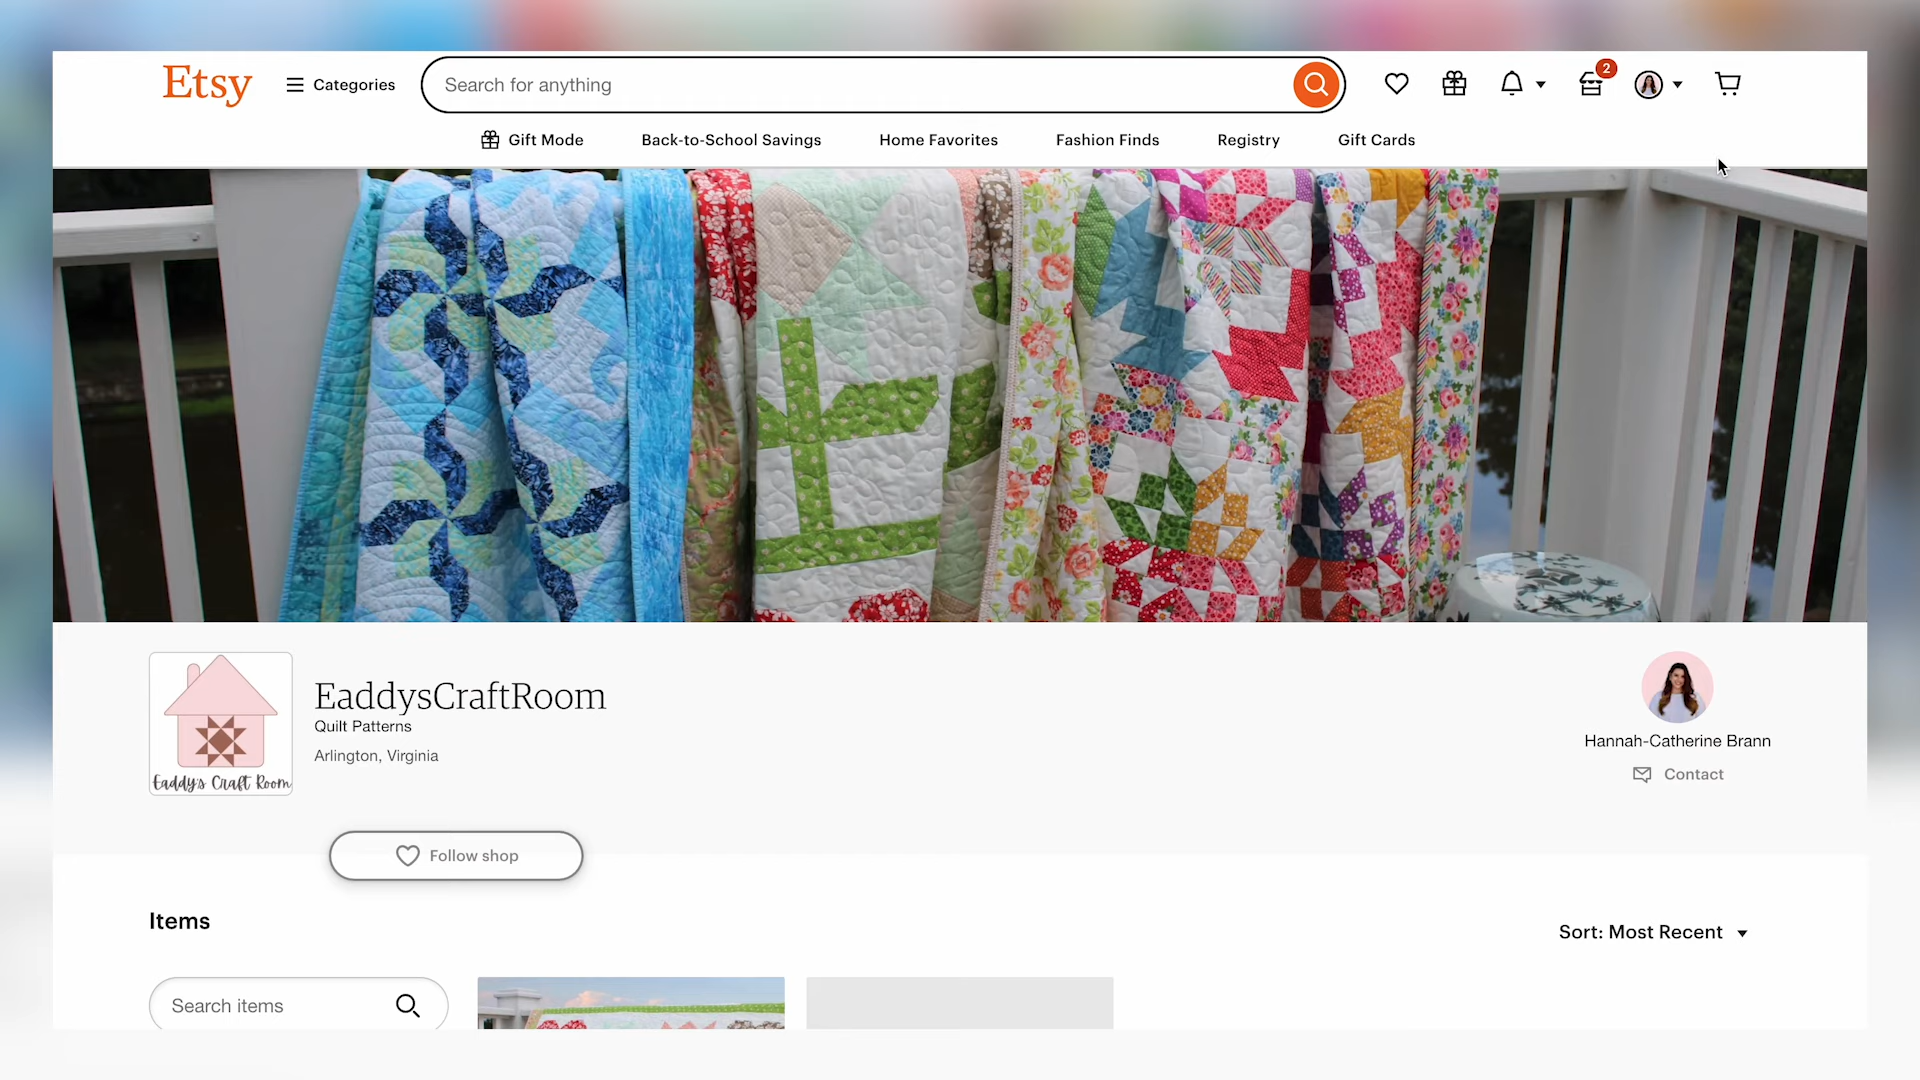 Etsy
Categories
Search for anything
2
Gift Mode
Back-to-School Savings
Home Favorites
Fashion Finds
Registry
Gift Cards
EaddysCraftRoom
Quilt Patterns
Arlington, Virginia
Eaddy's Craft Room
Hannah-Catherine Brann
Contact
Follow shop
Items
Sort: Most Recent
Search items